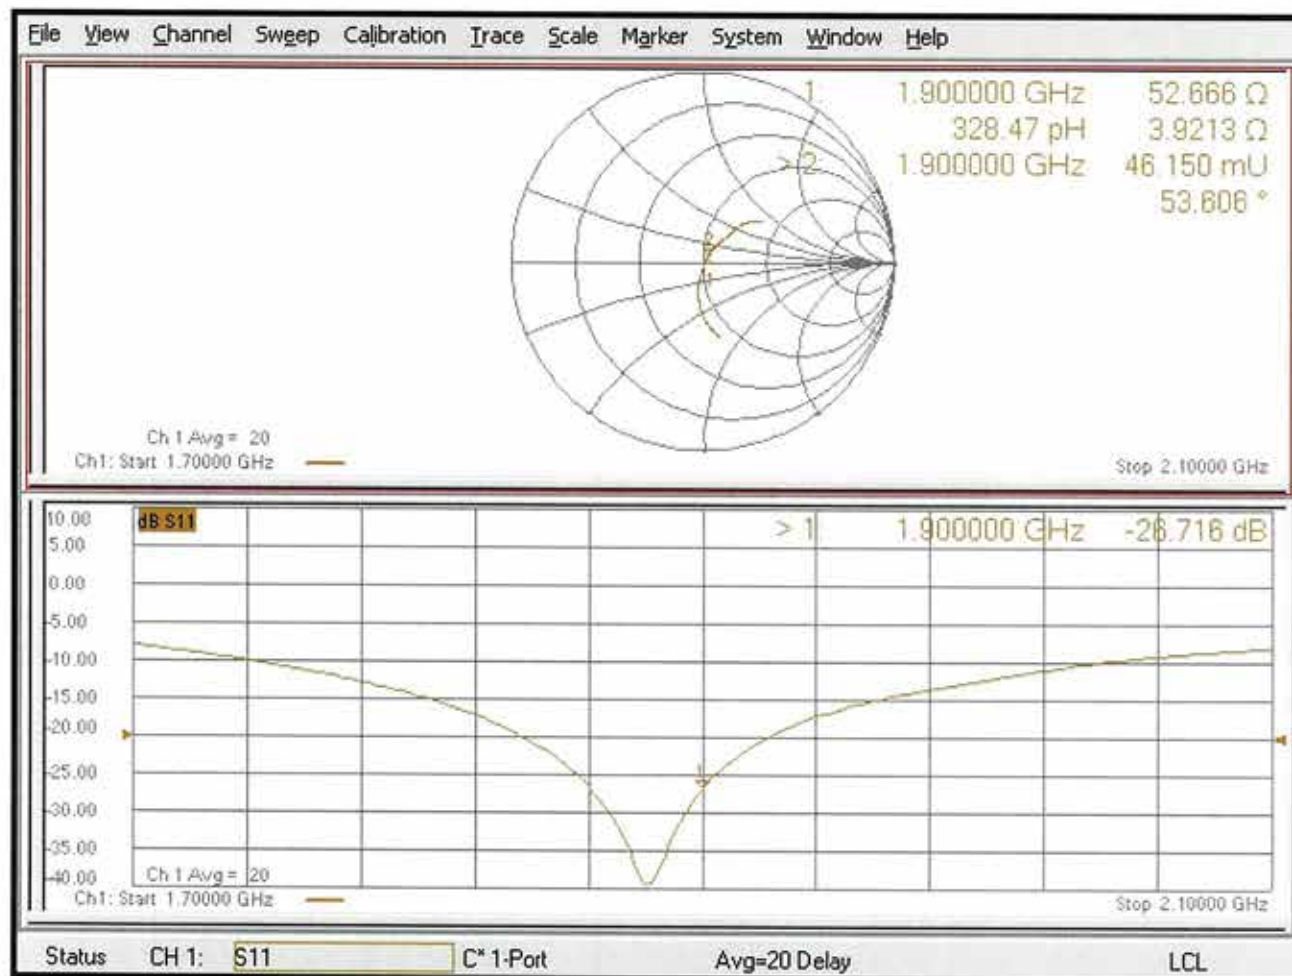 File View Channel Sweep Calibration Trace Scale Marker System Window Help
1 1.900000 GHz 52.666 Ω
328.47 pH 3.9213 Ω
> 2 1.900000 GHz 46.150 mU
53.606 °
Ch 1 Avg = 20
Ch1: Start 1.70000 GHz
Stop 2.10000 GHz
10.00
dB S11
> 1 1.900000 GHz -26.716 dB
5.00
0.00
-5.00
-10.00
-15.00
-20.00
-25.00
-30.00
-35.00
-40.00
1
Ch 1 Avg = 20
Ch1: Start 1.70000 GHz
Stop 2.10000 GHz
Status CH 1: S11 C* 1-Port Avg=20 Delay LCL